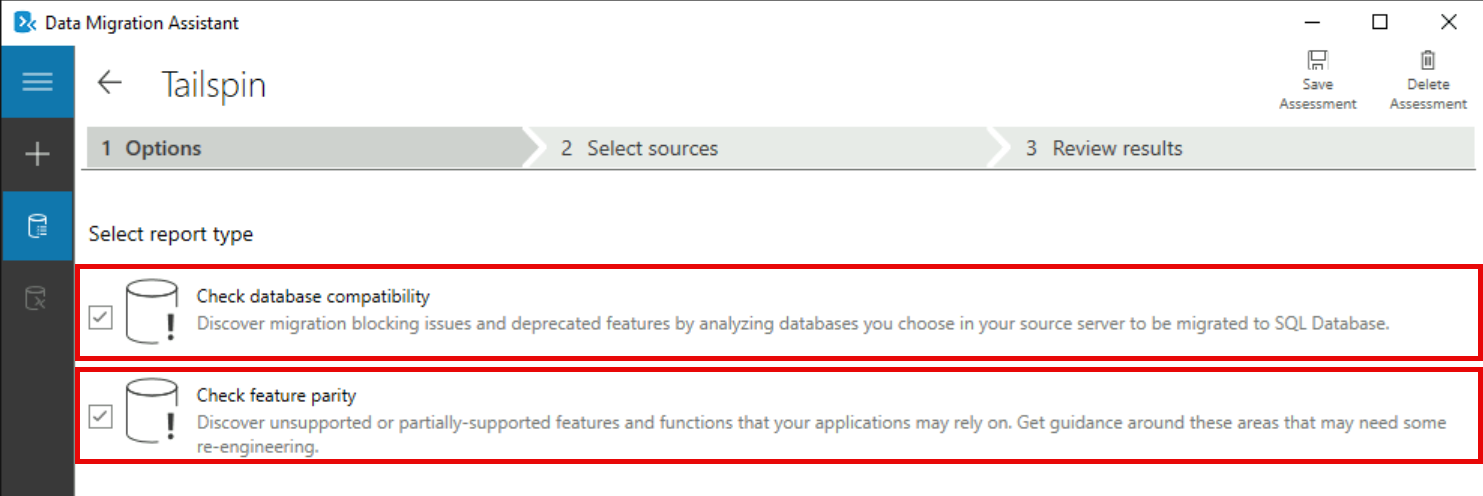 Data Migration Assistant
Tailspin
Save
Assessment
Delete
Assessment
1 Options
2 Select sources
3 Review results
Select report type
Check database compatibility
Discover migration blocking issues and deprecated features by analyzing databases you choose in your source server to be migrated to SQL Database.
Check feature parity
Discover unsupported or partially-supported features and functions that your applications may rely on. Get guidance around these areas that may need some
re-engineering.